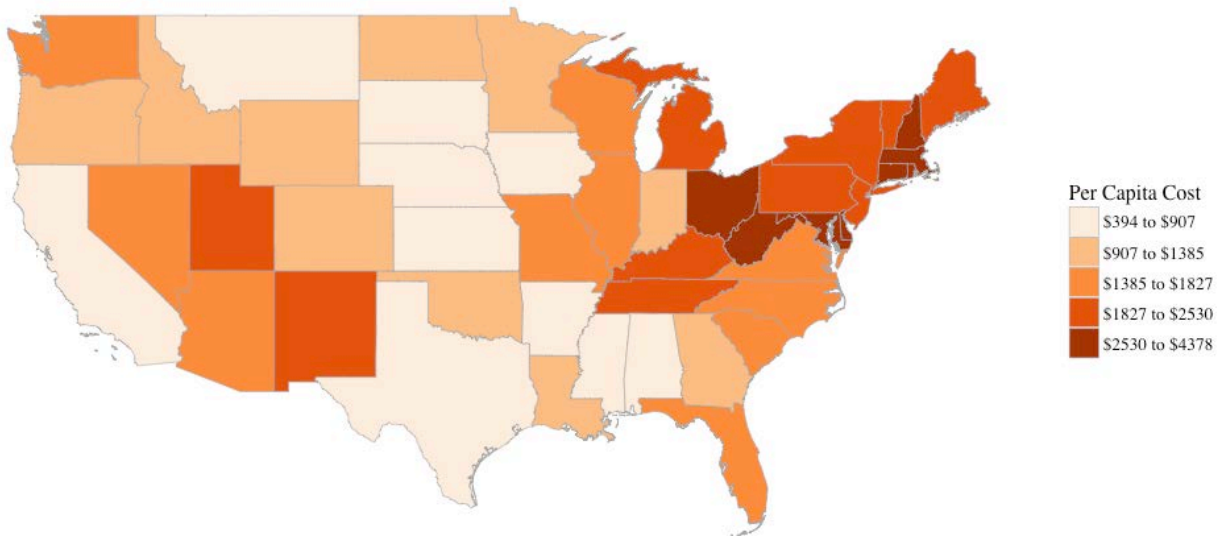 Per Capita Cost
$394 to $907
$907 to $1385
$1385 to $1827
$1827 to $2530
$2530 to $4378